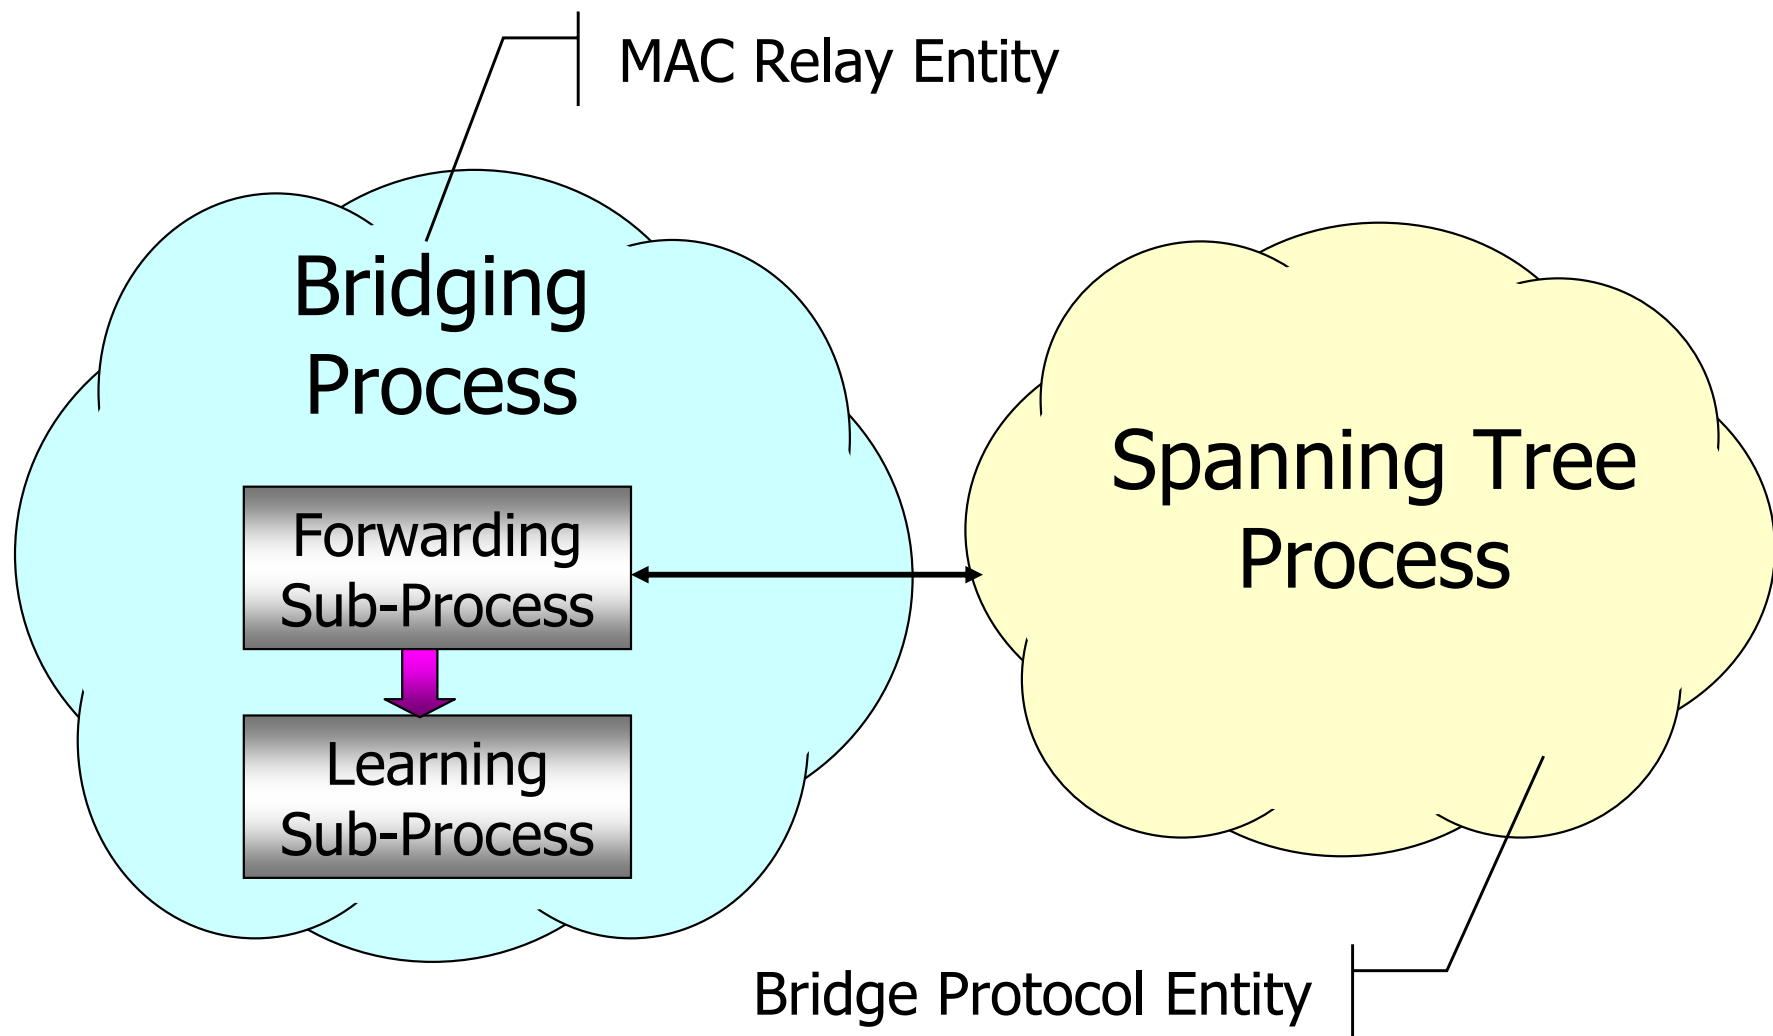 MAC Relay Entity
Bridging
Process
Forwarding
Sub-Process
Learning
Sub-Process
Spanning Tree
Process
Bridge Protocol Entity